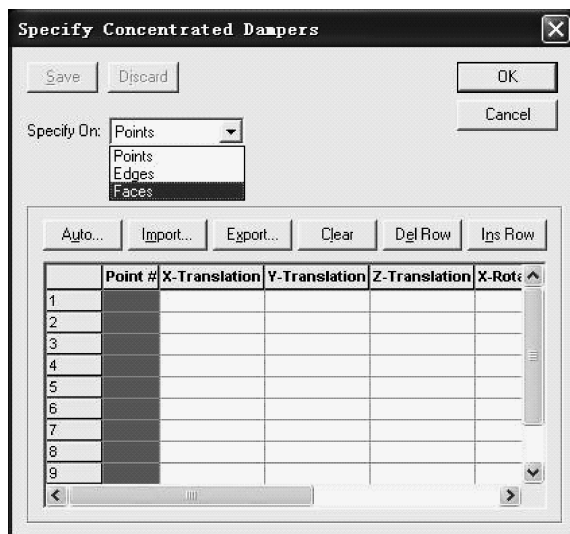 Specify Concentrated Dampers
Save Discard OK
Cancel
Specify On: Points
Points
Edges
Faces
Auto... Import... Export... Clear Del Row Ins Row
Point # X-Translation Y-Translation Z-Translation X-Rota
1
2
3
4
5
6
7
8
9